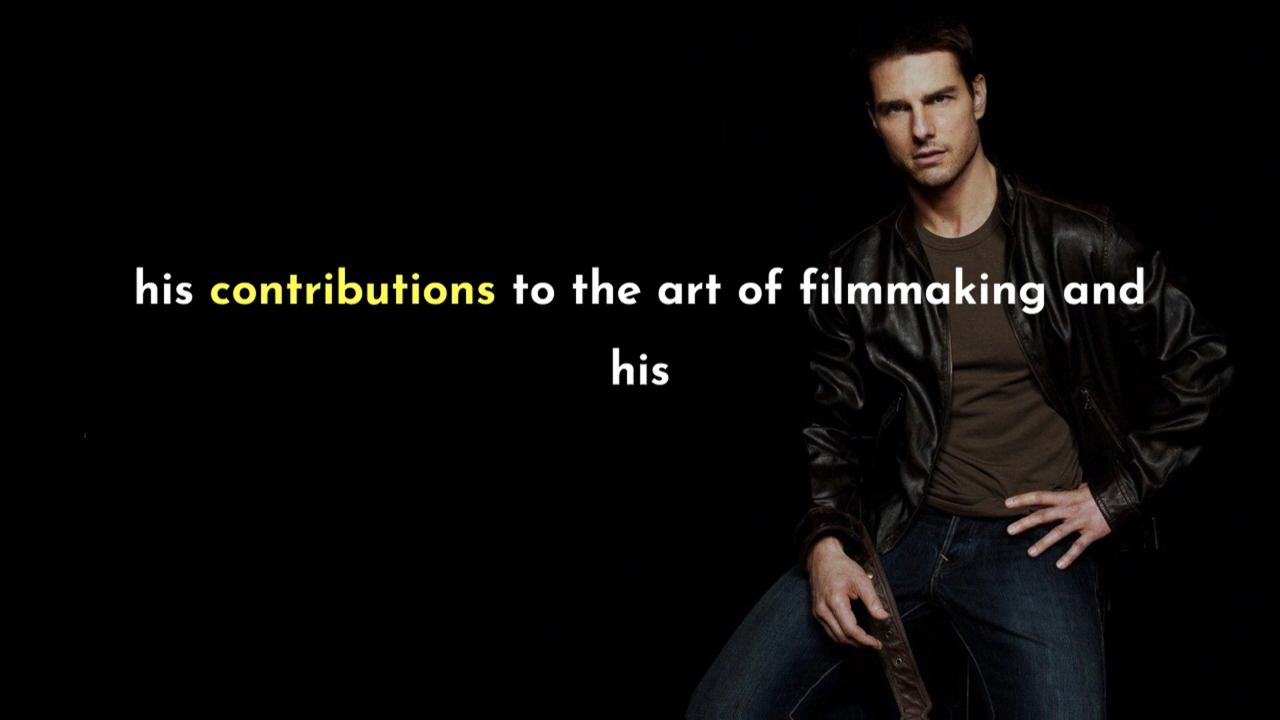 his contributions to the art of filmmaking and
his